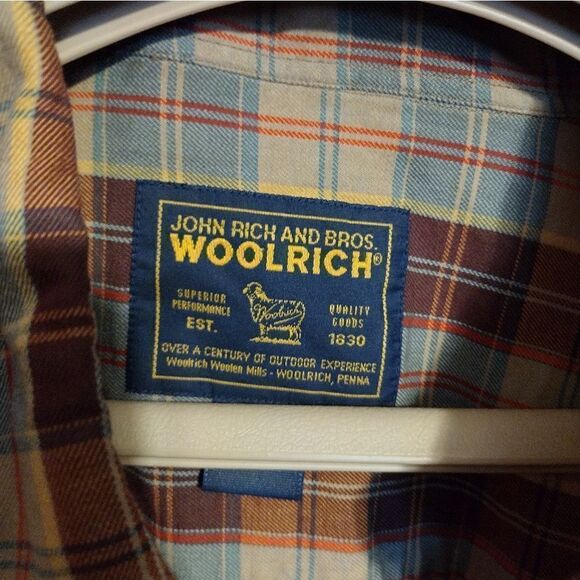 JOHN RICH AND BROS.
WOOLRICH®
SUPERIOR
PERFORMANCE
EST.
Woolrich
QUALITY
GOODS
1830
OVER A CENTURY OF OUTDOOR EXPERIENCE
Woolrich Woolen Mills - WOOLRICH, PENNA